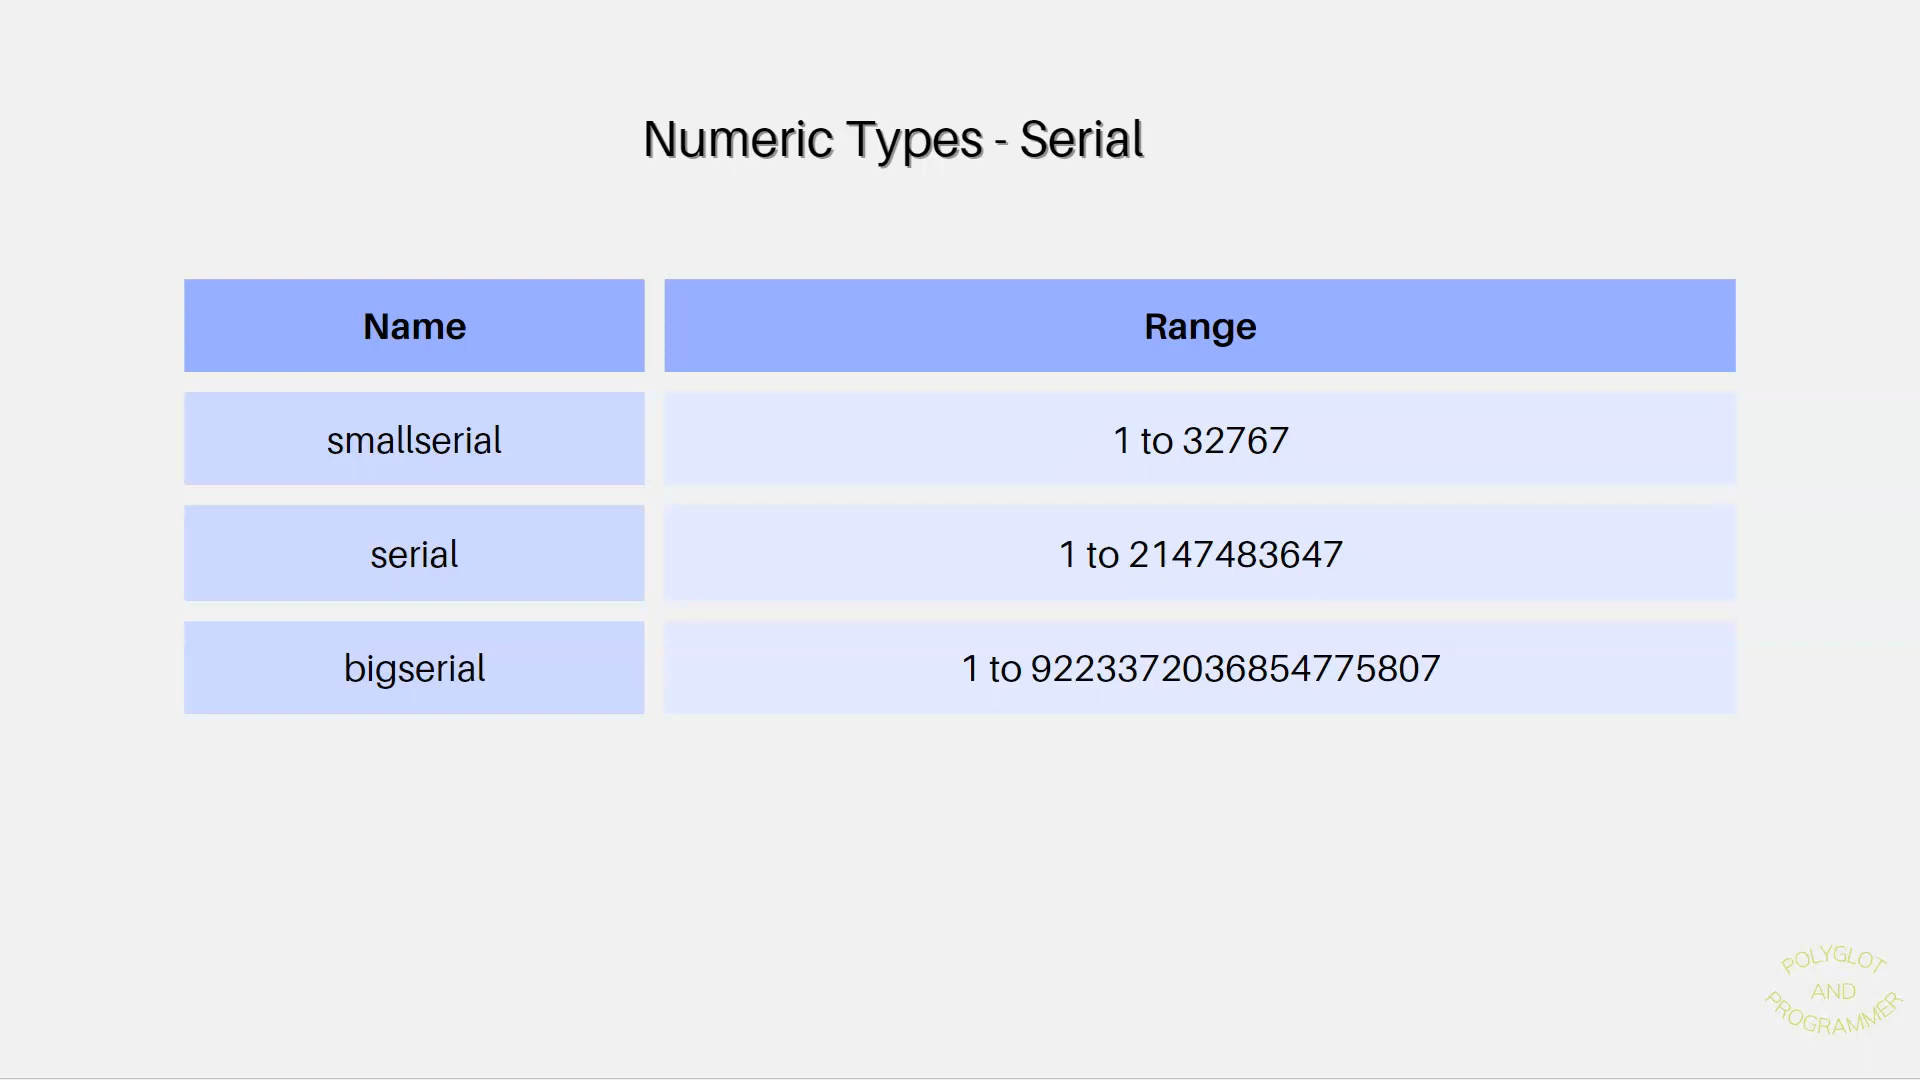 Numeric Types - Serial
Name Range
smallserial 1 to 32767
serial 1 to 2147483647
bigserial 1 to 9223372036854775807
POLYGLOT
AND
PROGRAMMER